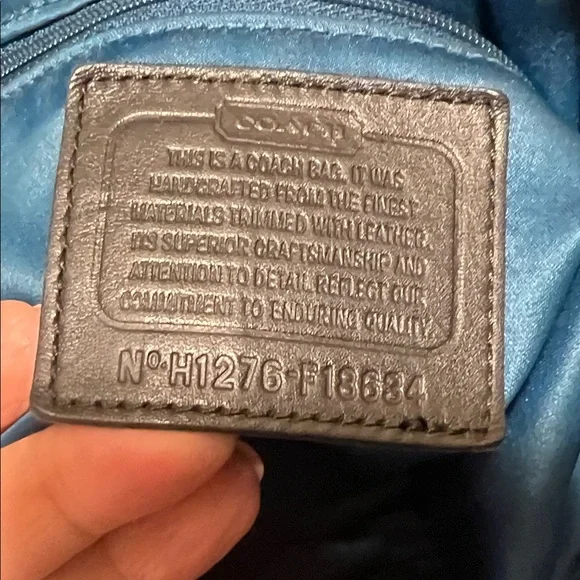 COACH
THIS IS A COACH BAG. IT WAS
HANDCRAFTED FROM THE FINEST
MATERIALS TRIMMED WITH LEATHER.
ITS SUPERIOR CRAFTSMANSHIP AND
ATTENTION TO DETAIL REFLECT OUR
COMMITMENT TO ENDURING QUALITY.
Nº·H1276-F18634